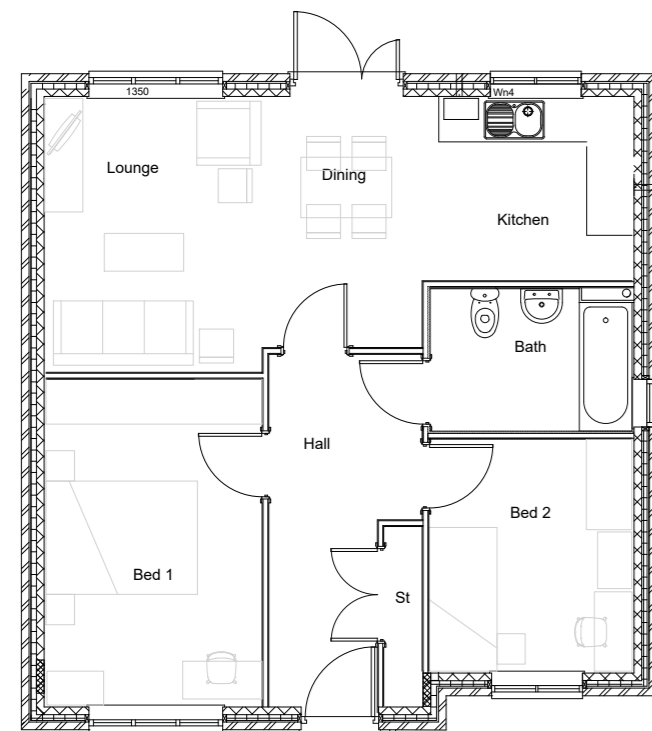 1350
Wn4
Lounge
Dining
Kitchen
Bath
Hall
Bed 2
Bed 1
St